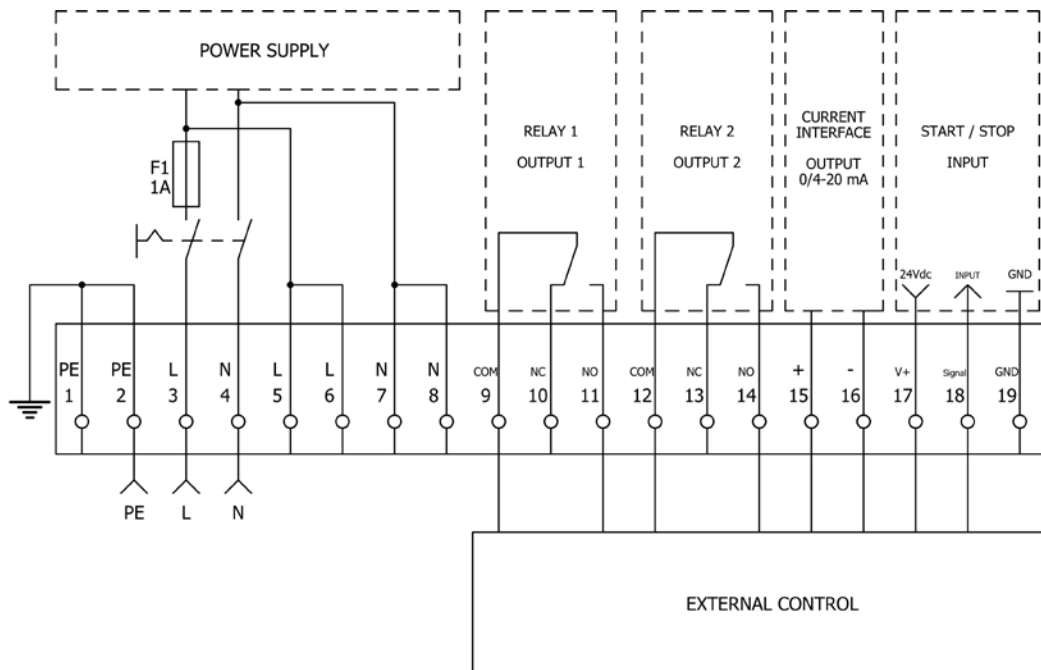 POWER SUPPLY
F1
1A
RELAY 1
OUTPUT 1
RELAY 2
OUTPUT 2
CURRENT
INTERFACE
OUTPUT
0/4-20 mA
START / STOP
INPUT
24Vdc INPUT GND
PE PE L N L L N N COM NC NO COM NC NO + - V+ Signal GND
1 2 3 4 5 6 7 8 9 10 11 12 13 14 15 16 17 18 19
PE L N
EXTERNAL CONTROL